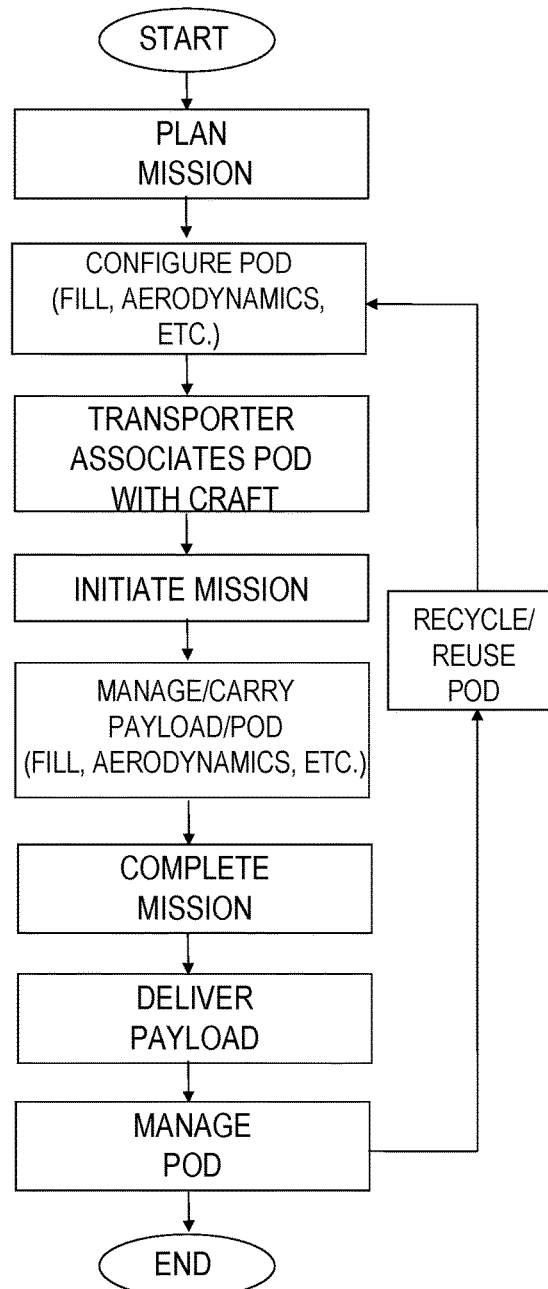 START
PLAN
MISSION
CONFIGURE POD
(FILL, AERODYNAMICS,
ETC.)
TRANSPORTER
ASSOCIATES POD
WITH CRAFT
INITIATE MISSION
RECYCLE/
REUSE
POD
MANAGE/CARRY
PAYLOAD/POD
(FILL, AERODYNAMICS, ETC.)
COMPLETE
MISSION
DELIVER
PAYLOAD
MANAGE
POD
END